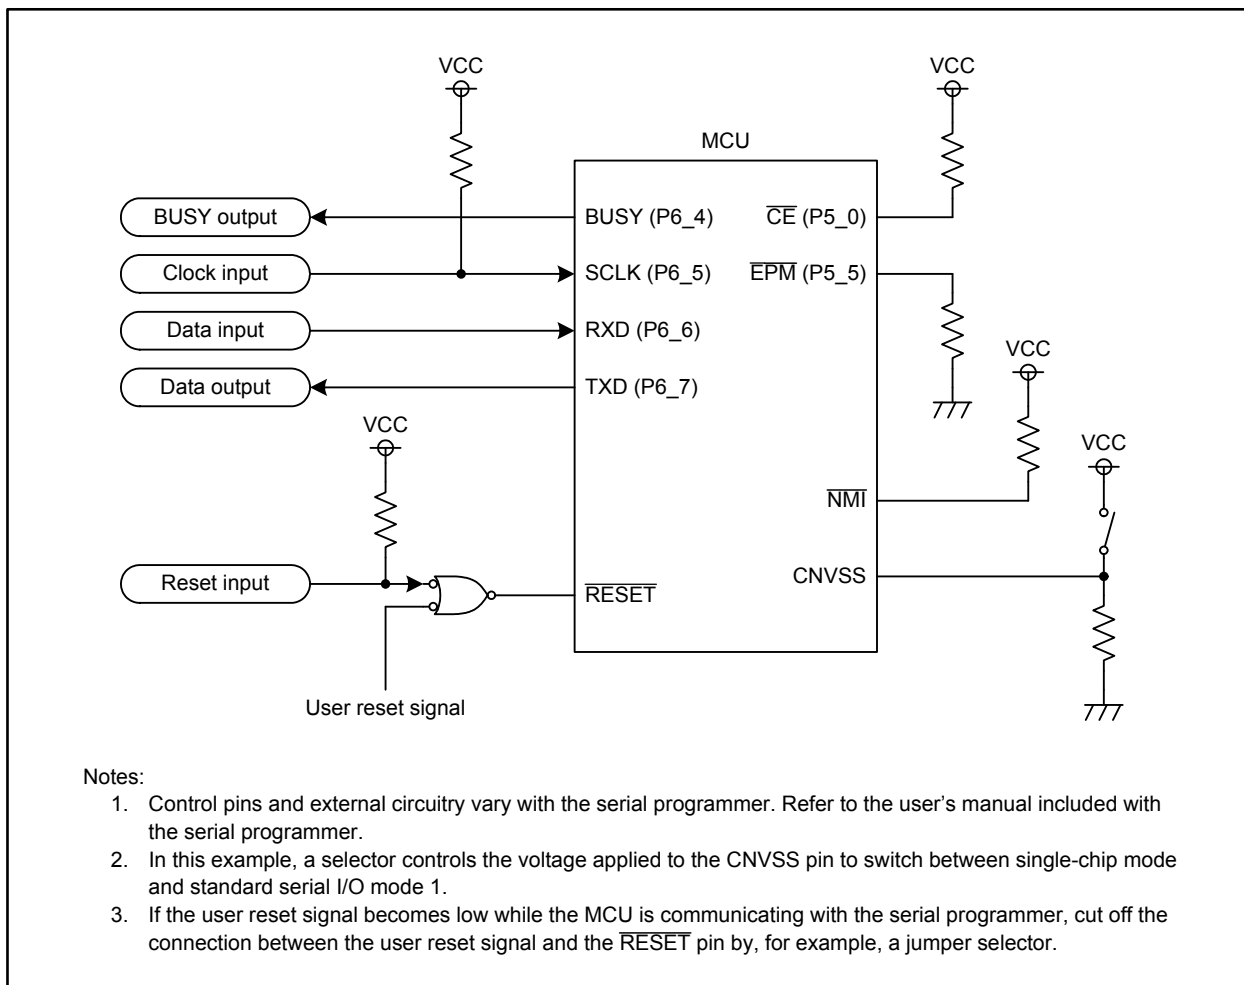 VCC
VCC
MCU
BUSY output
BUSY (P6_4)
C̅E̅ (P5_0)
Clock input
SCLK (P6_5)
E̅P̅M̅ (P5_5)
Data input
RXD (P6_6)
VCC
Data output
TXD (P6_7)
VCC
VCC
N̅M̅I̅
Reset input
CNVSS
R̅E̅S̅E̅T̅
User reset signal
Notes:
1. Control pins and external circuitry vary with the serial programmer. Refer to the user's manual included with
the serial programmer.
2. In this example, a selector controls the voltage applied to the CNVSS pin to switch between single-chip mode
and standard serial I/O mode 1.
3. If the user reset signal becomes low while the MCU is communicating with the serial programmer, cut off the
connection between the user reset signal and the R̅E̅S̅E̅T̅ pin by, for example, a jumper selector.